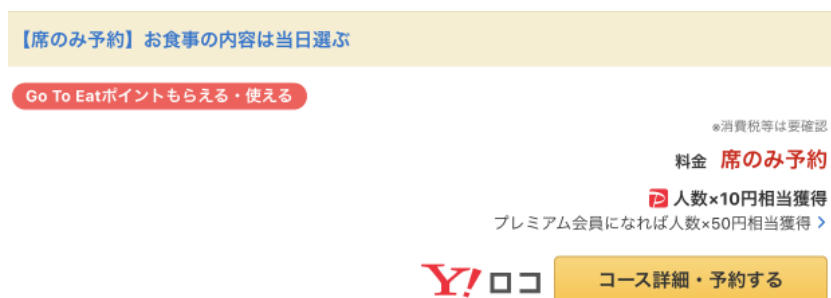 【席のみ予約】お食事の内容は当日選ぶ
Go To Eatポイントもらえる・使える
※消費税等は要確認
料金 席のみ予約
P 人数×10円相当獲得
プレミアム会員になれば人数×50円相当獲得 >
Y!ロコ コース詳細・予約する